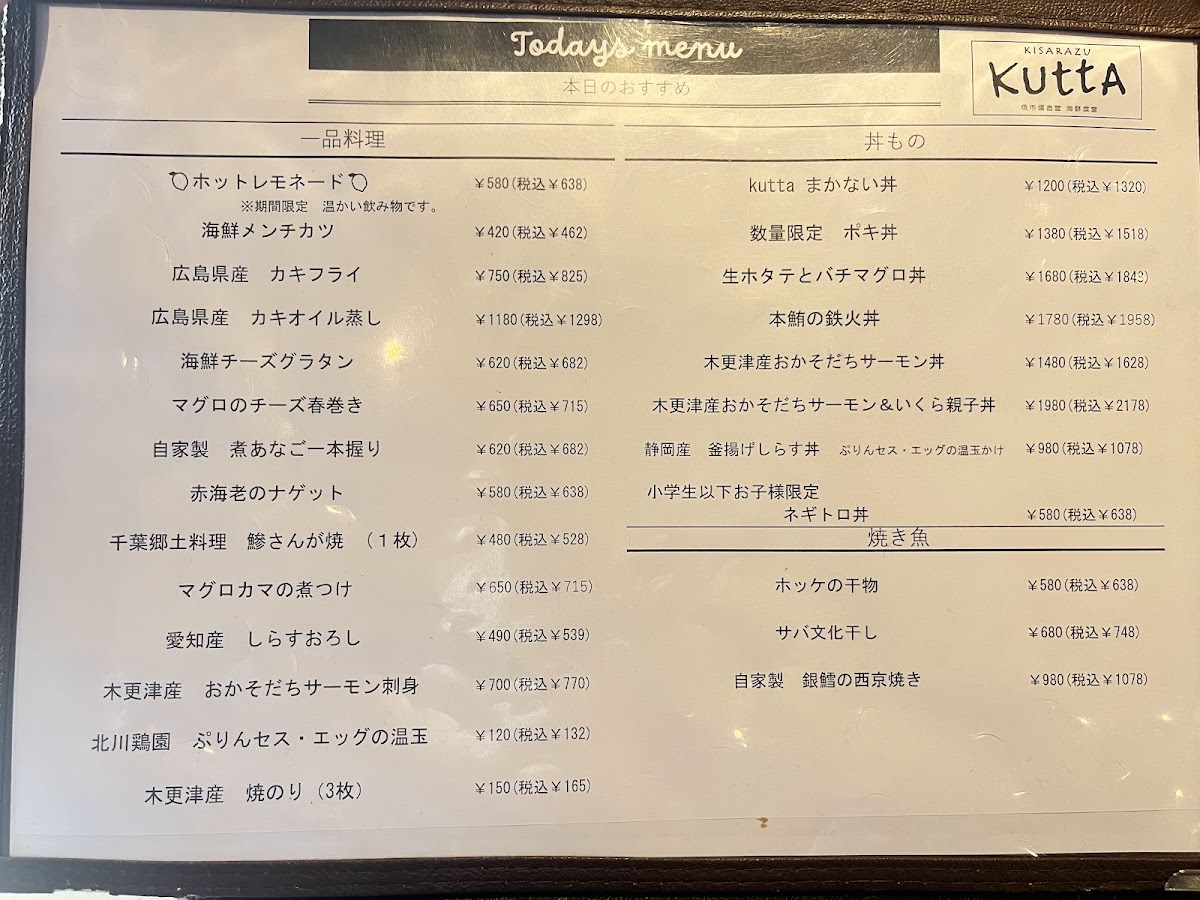 Todays menu
本日のおすすめ
KISARAZU
KuttA
魚市場直営 海鮮食堂
一品料理
ホットレモネード ¥580(税込¥638)
※期間限定 温かい飲み物です。
海鮮メンチカツ ¥420(税込¥462)
広島県産 カキフライ ¥750(税込¥825)
広島県産 カキオイル蒸し ¥1180(税込¥1298)
海鮮チーズグラタン ¥620(税込¥682)
マグロのチーズ春巻き ¥650(税込¥715)
自家製 煮あなご一本握り ¥620(税込¥682)
赤海老のナゲット ¥580(税込¥638)
千葉郷土料理 鯵さんが焼 (１枚) ¥480(税込¥528)
マグロカマの煮つけ ¥650(税込¥715)
愛知産 しらすおろし ¥490(税込¥539)
木更津産 おかそだちサーモン刺身 ¥700(税込¥770)
北川鶏園 ぷりんセス・エッグの温玉 ¥120(税込¥132)
木更津産 焼のり (3枚) ¥150(税込¥165)
丼もの
kutta まかない丼 ¥1200(税込¥1320)
数量限定 ポキ丼 ¥1380(税込¥1518)
生ホタテとバチマグロ丼 ¥1680(税込¥1848)
本鮪の鉄火丼 ¥1780(税込¥1958)
木更津産おかそだちサーモン丼 ¥1480(税込¥1628)
木更津産おかそだちサーモン＆いくら親子丼 ¥1980(税込¥2178)
静岡産 釜揚げしらす丼 ぷりんセス・エッグの温玉かけ ¥980(税込¥1078)
小学生以下お子様限定
ネギトロ丼 ¥580(税込¥638)
焼き魚
ホッケの干物 ¥580(税込¥638)
サバ文化干し ¥680(税込¥748)
自家製 銀鱈の西京焼き ¥980(税込¥1078)